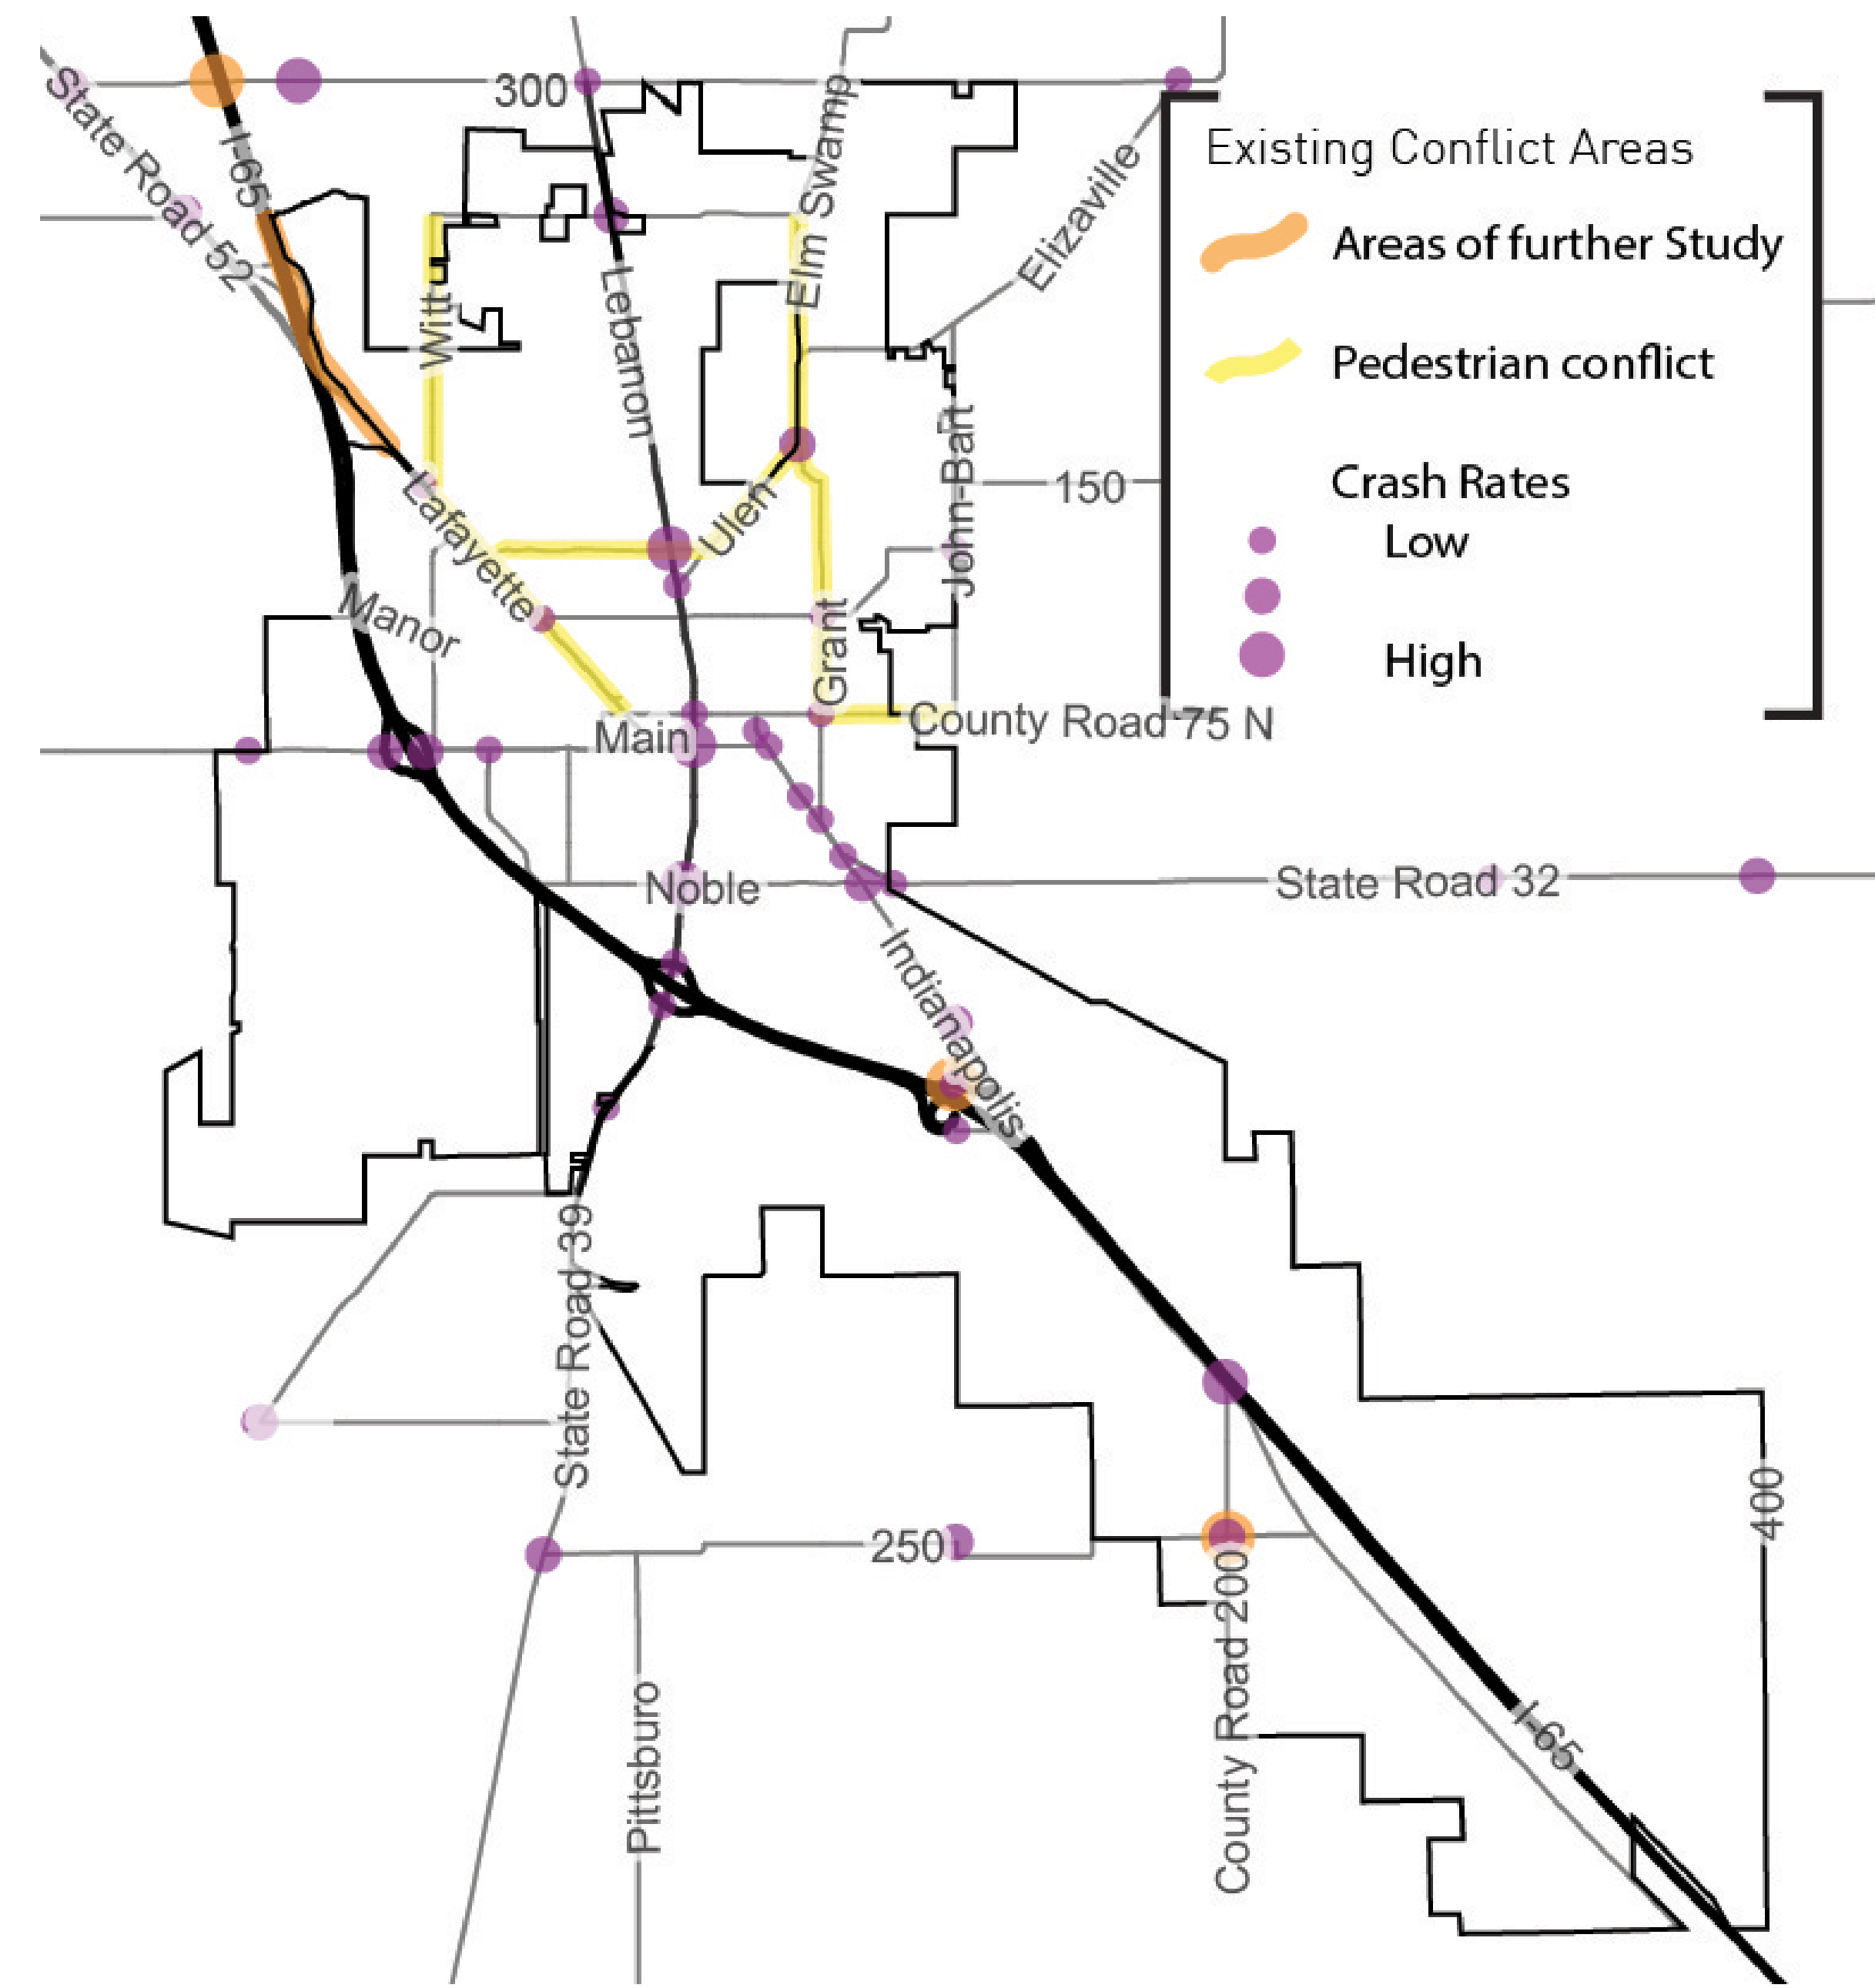 300
State Road 52
I-65
Elm Swamp
Elizaville
Existing Conflict Areas
Areas of further Study
Pedestrian conflict
Crash Rates
Low
High
Witt
Lebanon
John-Bart
150
Lafayette
Ulen
Manor
Grant
County Road 75 N
Main
Noble
State Road 32
Indianapolis
State Road 39
250
400
County Road 200
Pittsburo
I-65